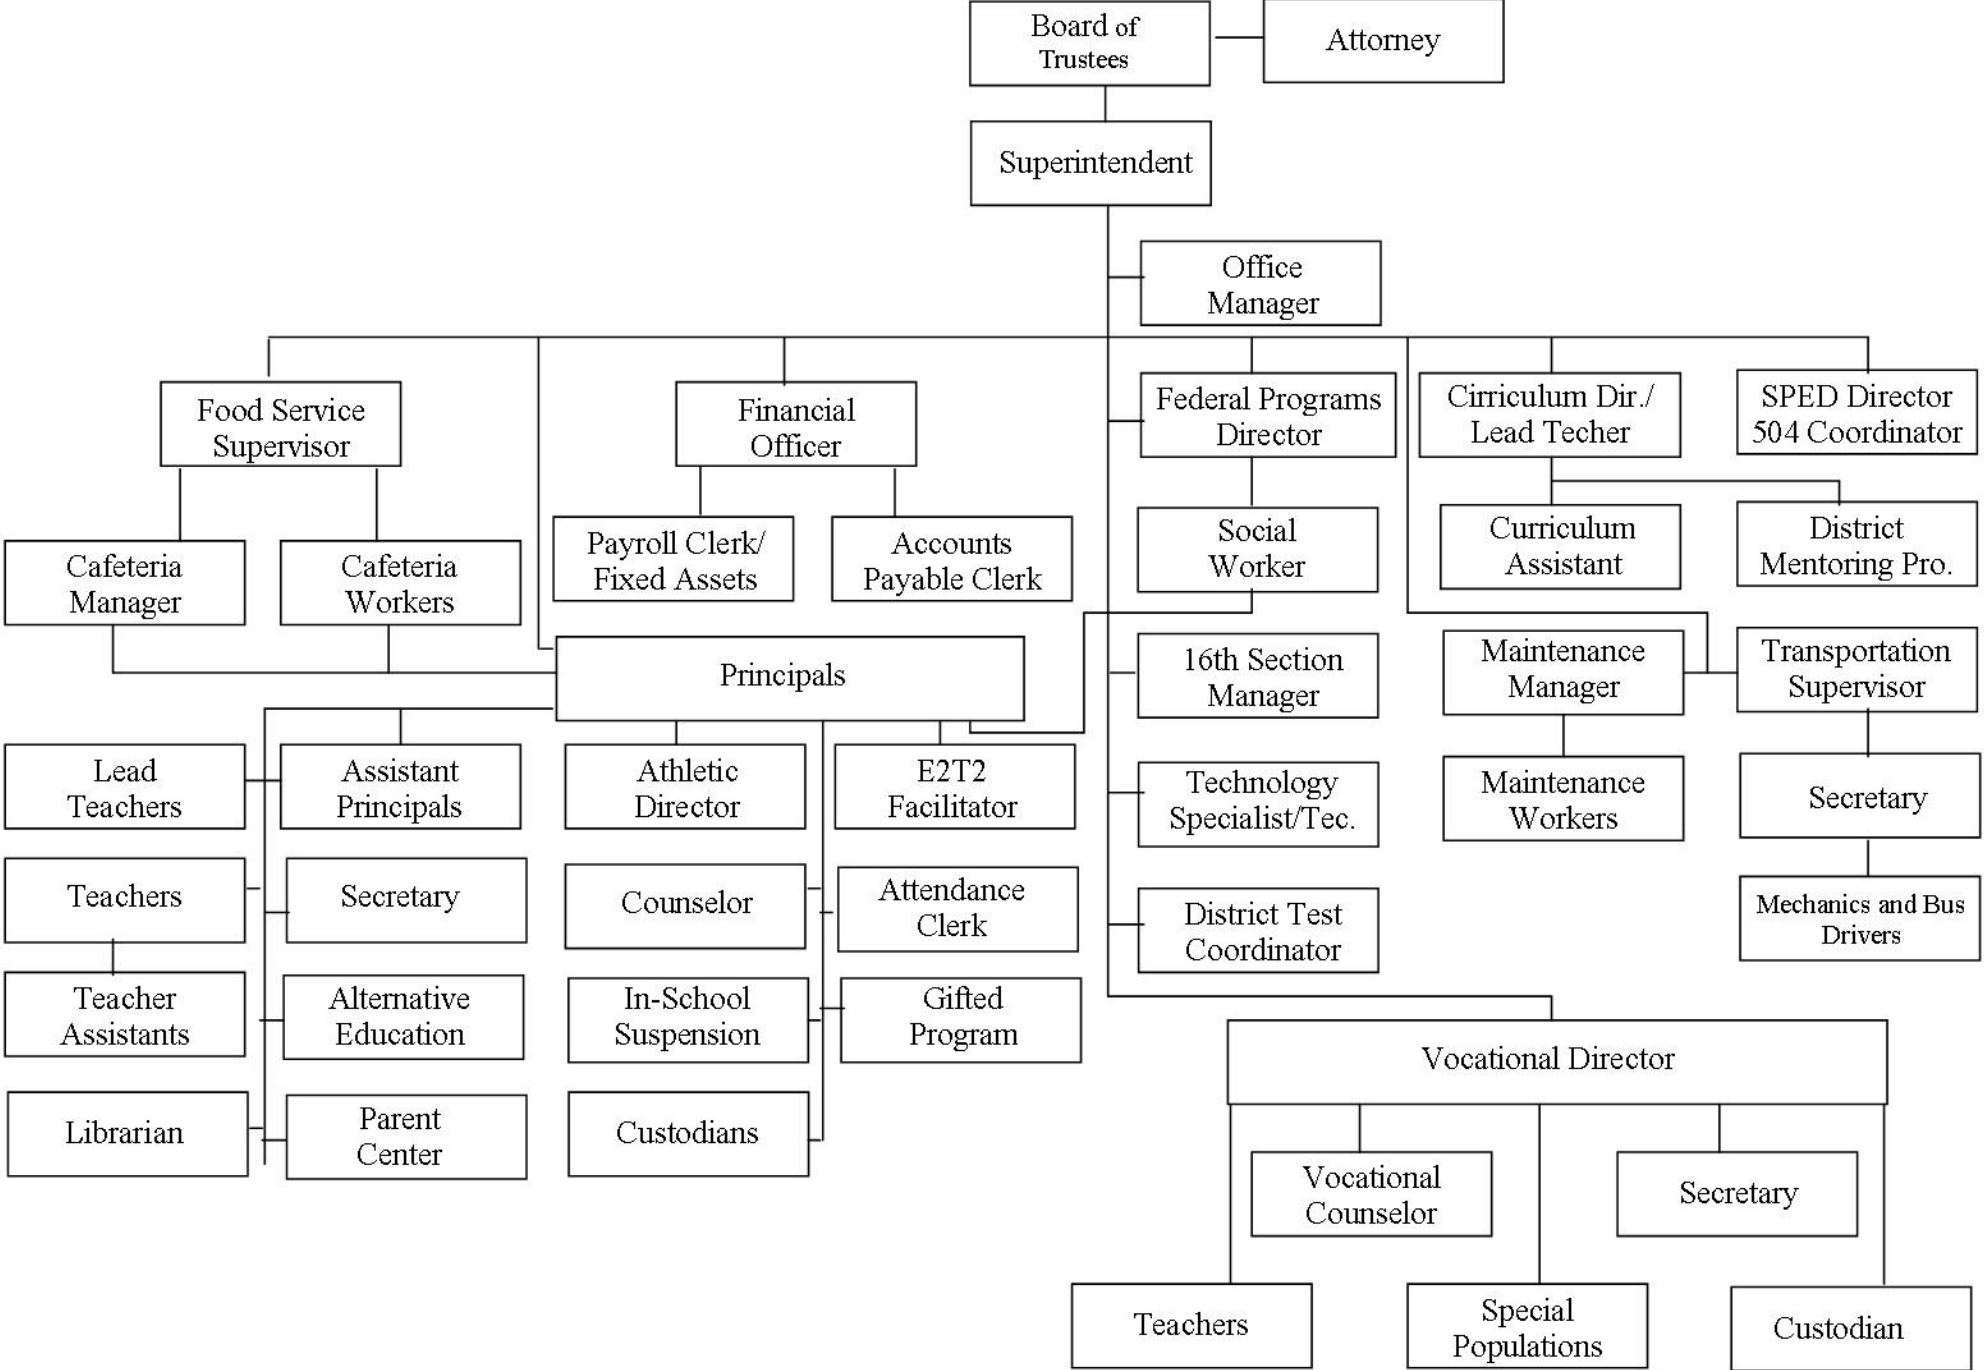 Board of
Trustees
Attorney
Superintendent
Office
Manager
Food Service
Supervisor
Financial
Officer
Federal Programs
Director
Cirriculum Dir./
Lead Techer
SPED Director
504 Coordinator
Cafeteria
Manager
Cafeteria
Workers
Payroll Clerk/
Fixed Assets
Accounts
Payable Clerk
Social
Worker
Curriculum
Assistant
District
Mentoring Pro.
Principals
16th Section
Manager
Maintenance
Manager
Transportation
Supervisor
Lead
Teachers
Assistant
Principals
Athletic
Director
E2T2
Facilitator
Technology
Specialist/Tec.
Maintenance
Workers
Secretary
Teachers
Secretary
Counselor
Attendance
Clerk
District Test
Coordinator
Mechanics and Bus
Drivers
Teacher
Assistants
Alternative
Education
In-School
Suspension
Gifted
Program
Vocational Director
Librarian
Parent
Center
Custodians
Vocational
Counselor
Secretary
Teachers
Special
Populations
Custodian